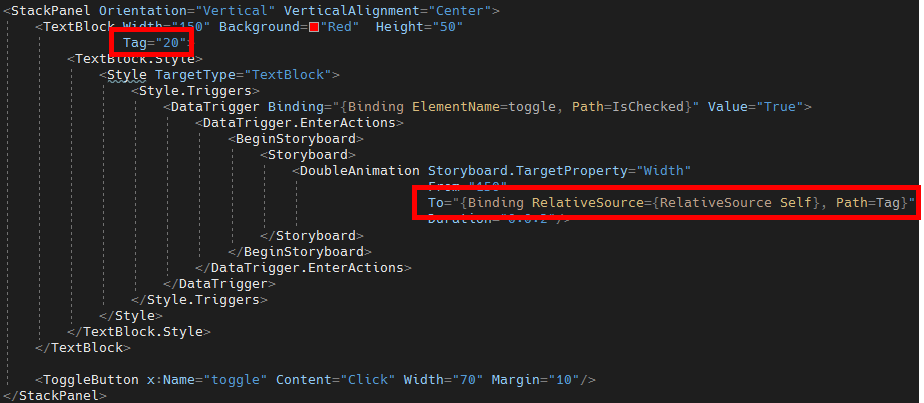 <StackPanel Orientation="Vertical" VerticalAlignment="Center">
<TextBlock Width="150" Background="Red" Height="50"
Tag="20">
<TextBlock.Style>
<Style TargetType="TextBlock">
<Style.Triggers>
<DataTrigger Binding="{Binding ElementName=toggle, Path=IsChecked}" Value="True">
<DataTrigger.EnterActions>
<BeginStoryboard>
<Storyboard>
<DoubleAnimation Storyboard.TargetProperty="Width"
From="150"
To="{Binding RelativeSource={RelativeSource Self}, Path=Tag}"
Duration="0:0:2"/>
</Storyboard>
</BeginStoryboard>
</DataTrigger.EnterActions>
</DataTrigger>
</Style.Triggers>
</Style>
</TextBlock.Style>
</TextBlock>
<ToggleButton x:Name="toggle" Content="Click" Width="70" Margin="10"/>
</StackPanel>